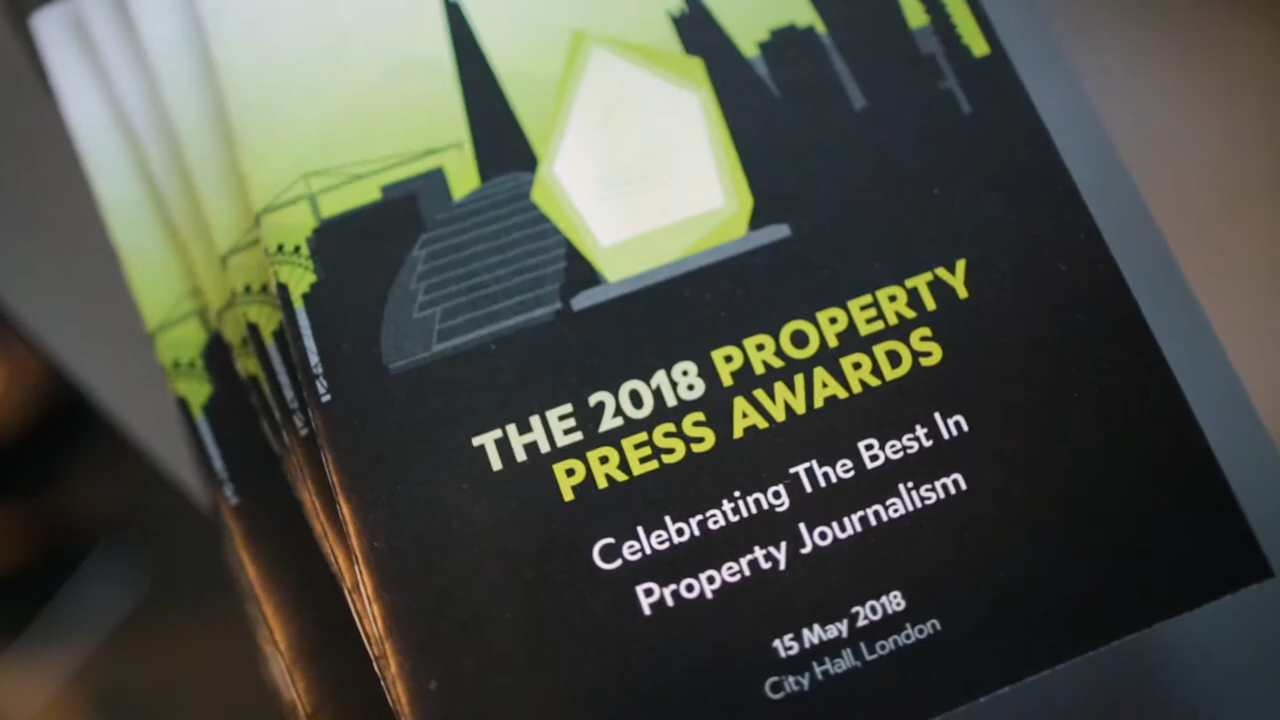 THE 2018 PROPERTY
PRESS AWARDS
Celebrating The Best In
Property Journalism
15 May 2018
City Hall, London